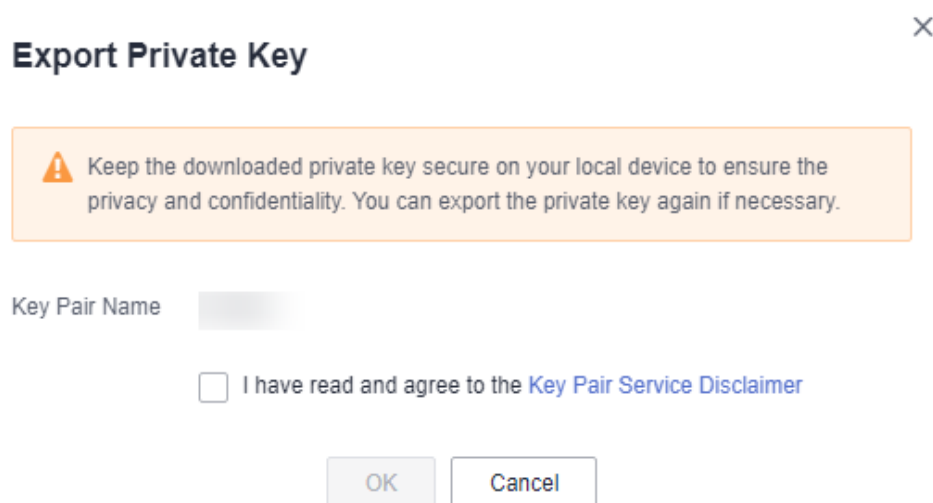 Export Private Key
Keep the downloaded private key secure on your local device to ensure the
privacy and confidentiality. You can export the private key again if necessary.
Key Pair Name
I have read and agree to the Key Pair Service Disclaimer
OK Cancel